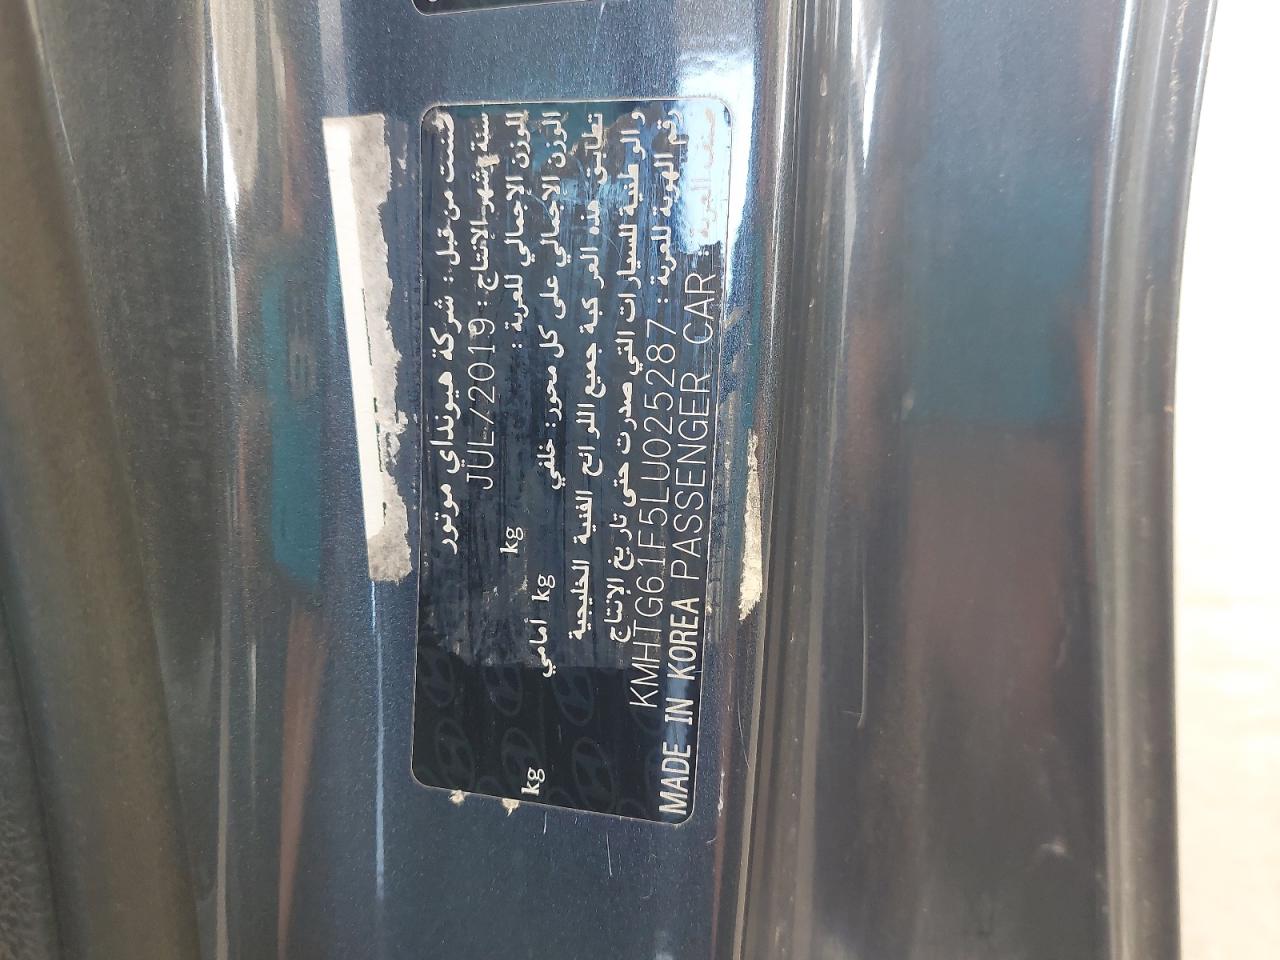 صنعت من قبل : شركة هيونداي موتور
سنة/شهر الإنتاج : JUL/2019
الوزن الإجمالي للعربة : kg
الوزن الإجمالي على كل محور: خلفي kg أمامي kg
تطابق هذه المركبة جميع اللوائح الفنية الخليجية
و الوطنية للسيارات التي صدرت حتى تاريخ الإنتاج
رقم الهوية للعربة : KMHTG61F5LU025287
صنف العربة : PASSENGER CAR MADE IN KOREA